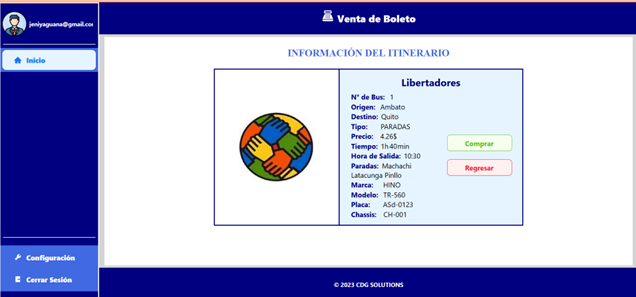 Venta de Boleto
jeniyaguana@gmail.co
Inicio
INFORMACIÓN DEL ITINERARIO
Libertadores
N° de Bus: 1
Origen: Ambato
Destino: Quito
Tipo: PARADAS
Precio: 4.26$
Tiempo: 1h40min
Hora de Salida: 10:30
Paradas: Machachi
Latacunga Pinllo
Marca: HINO
Modelo: TR-560
Placa: ASd-0123
Chassis: CH-001
Comprar
Regresar
Configuración
Cerrar Sesión
© 2023 CDG SOLUTIONS